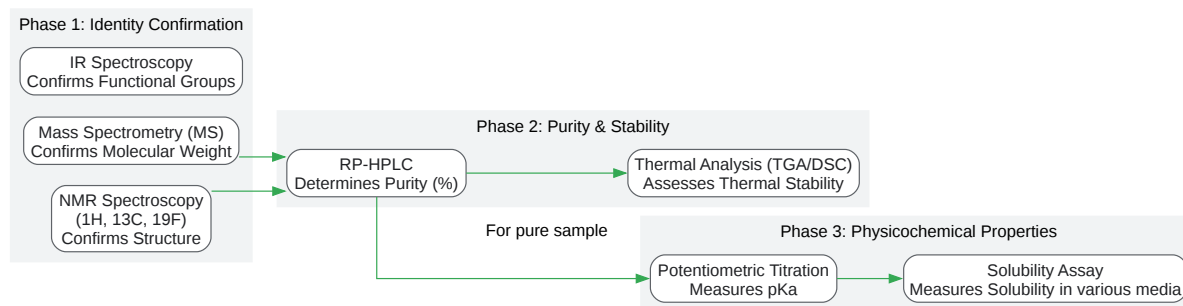 Phase 1: Identity Confirmation
IR Spectroscopy
Confirms Functional Groups
Mass Spectrometry (MS)
Confirms Molecular Weight
NMR Spectroscopy
(1H, 13C, 19F)
Confirms Structure
Phase 2: Purity & Stability
RP-HPLC
Determines Purity (%)
Thermal Analysis (TGA/DSC)
Assesses Thermal Stability
For pure sample
Phase 3: Physicochemical Properties
Potentiometric Titration
Measures pKa
Solubility Assay
Measures Solubility in various media